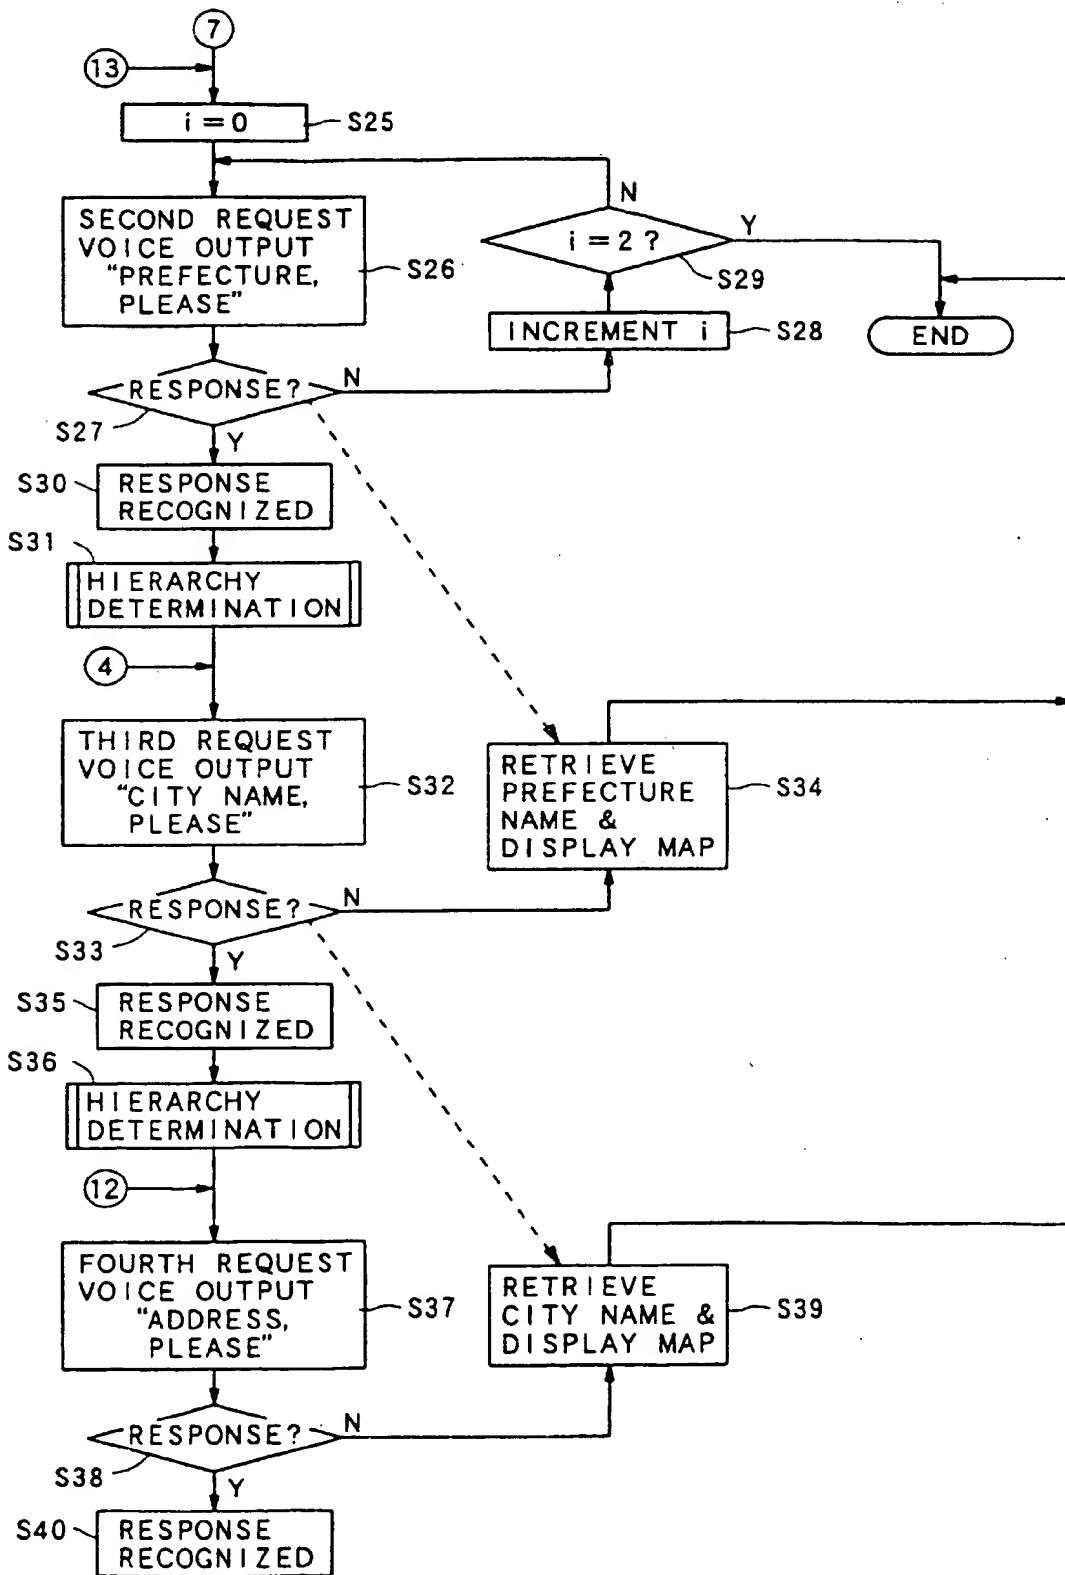 7
13
i=0
S25
N
SECOND REQUEST
VOICE OUTPUT
"PREFECTURE,
PLEASE"
S26
i=2?
Y
S29
INCREMENT i
S28
END
RESPONSE?
N
S27
Y
S30
RESPONSE
RECOGNIZED
S31
HIERARCHY
DETERMINATION
4
THIRD REQUEST
VOICE OUTPUT
"CITY NAME,
PLEASE"
S32
RETRIEVE
PREFECTURE
NAME &
DISPLAY MAP
S34
RESPONSE?
N
S33
Y
S35
RESPONSE
RECOGNIZED
S36
HIERARCHY
DETERMINATION
12
FOURTH REQUEST
VOICE OUTPUT
"ADDRESS,
PLEASE"
S37
RETRIEVE
CITY NAME &
DISPLAY MAP
S39
RESPONSE?
N
S38
Y
S40
RESPONSE
RECOGNIZED